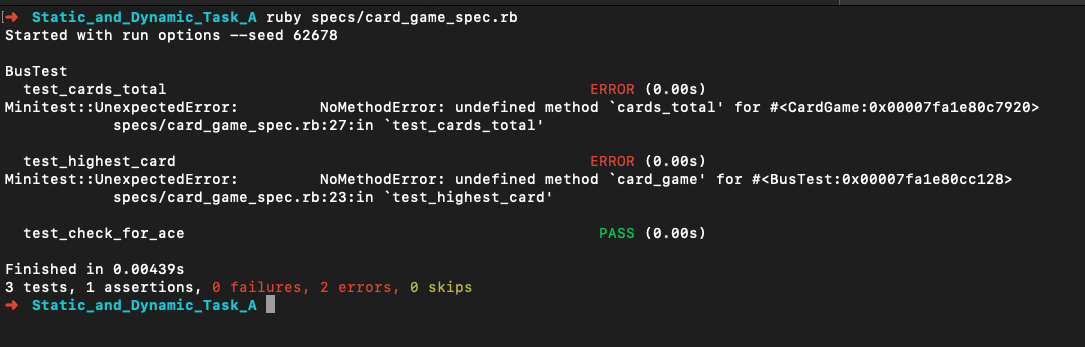 [➜  Static_and_Dynamic_Task_A ruby specs/card_game_spec.rb
Started with run options --seed 62678
BusTest
  test_cards_total                                               ERROR (0.00s)
Minitest::UnexpectedError:         NoMethodError: undefined method `cards_total' for #<CardGame:0x00007fa1e80c7920>
            specs/card_game_spec.rb:27:in `test_cards_total'
  test_highest_card                                              ERROR (0.00s)
Minitest::UnexpectedError:         NoMethodError: undefined method `card_game' for #<BusTest:0x00007fa1e80cc128>
            specs/card_game_spec.rb:23:in `test_highest_card'
  test_check_for_ace                                              PASS (0.00s)
Finished in 0.00439s
3 tests, 1 assertions, 0 failures, 2 errors, 0 skips
➜  Static_and_Dynamic_Task_A